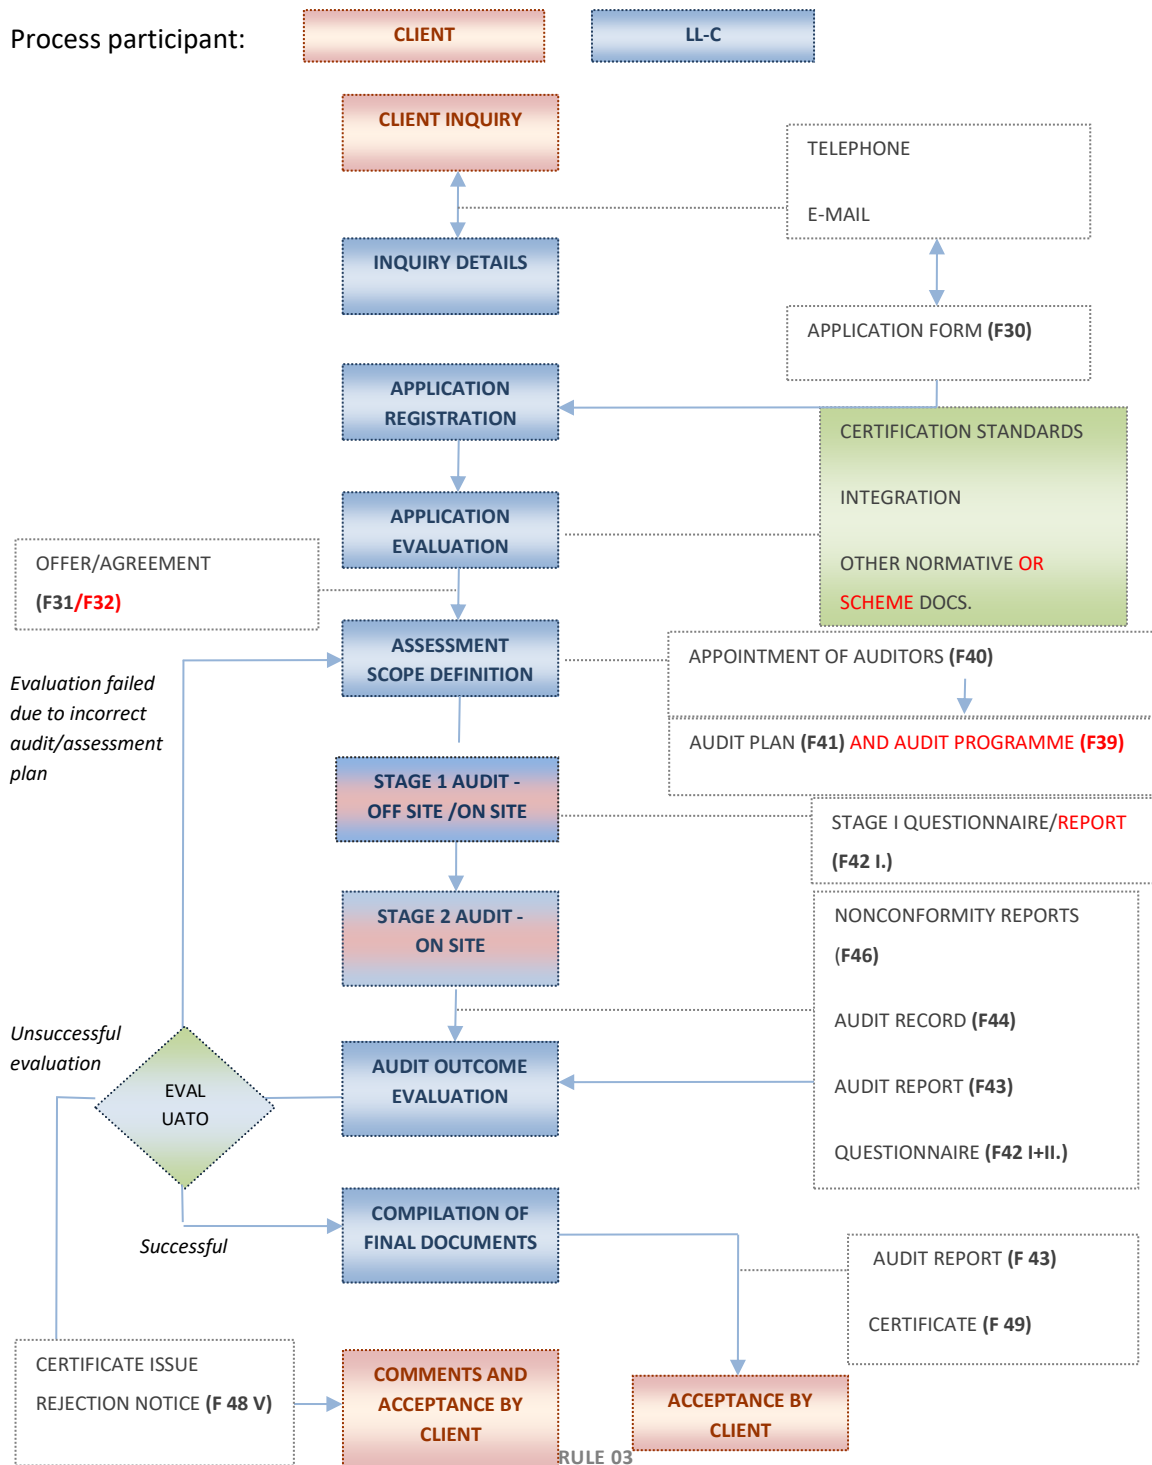 Process participant:
CLIENT
LL-C
CLIENT INQUIRY
TELEPHONE
E-MAIL
INQUIRY DETAILS
APPLICATION FORM (F30)
APPLICATION
REGISTRATION
CERTIFICATION STANDARDS
INTEGRATION
OTHER NORMATIVE OR
SCHEME DOCS.
APPLICATION
EVALUATION
OFFER/AGREEMENT
(F31/F32)
ASSESSMENT
SCOPE DEFINITION
APPOINTMENT OF AUDITORS (F40)
Evaluation failed
due to incorrect
audit/assessment
plan
AUDIT PLAN (F41) AND AUDIT PROGRAMME (F39)
STAGE 1 AUDIT -
OFF SITE /ON SITE
STAGE I QUESTIONNAIRE/REPORT
(F42 I.)
STAGE 2 AUDIT -
ON SITE
NONCONFORMITY REPORTS
(F46)
AUDIT RECORD (F44)
AUDIT REPORT (F43)
QUESTIONNAIRE (F42 I+II.)
Unsuccessful
evaluation
AUDIT OUTCOME
EVALUATION
EVAL
UATO
COMPILATION OF
FINAL DOCUMENTS
Successful
AUDIT REPORT (F 43)
CERTIFICATE (F 49)
CERTIFICATE ISSUE
REJECTION NOTICE (F 48 V)
COMMENTS AND
ACCEPTANCE BY
CLIENT
ACCEPTANCE BY
CLIENT
RULE 03